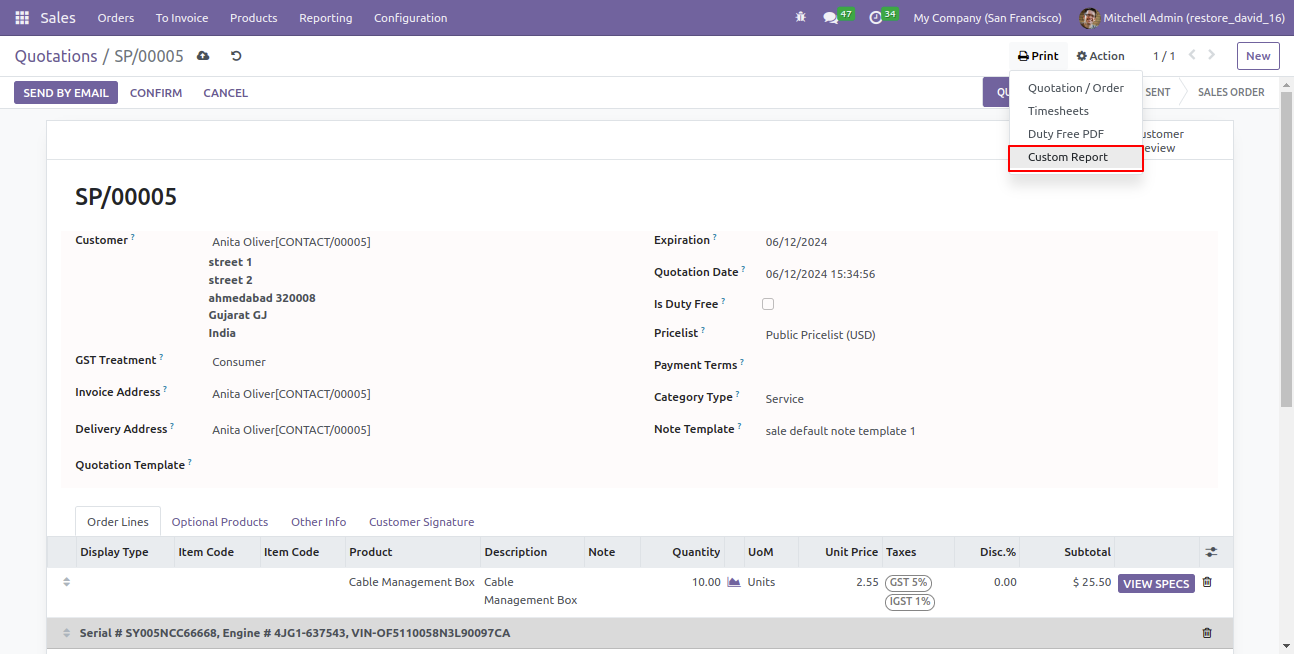 Sales Orders To Invoice Products Reporting Configuration 47 34 My Company (San Francisco) Mitchell Admin (restore_david_16)
Quotations / SP/00005 Print Action 1 / 1 New
SEND BY EMAIL CONFIRM CANCEL QU SENT SALES ORDER
Quotation / Order
Timesheets
Duty Free PDF
Custom Report
ustomer
eview
SP/00005
Customer ? Anita Oliver[CONTACT/00005]
street 1
street 2
ahmedabad 320008
Gujarat GJ
India
GST Treatment ? Consumer
Invoice Address ? Anita Oliver[CONTACT/00005]
Delivery Address ? Anita Oliver[CONTACT/00005]
Quotation Template ?
Expiration ? 06/12/2024
Quotation Date ? 06/12/2024 15:34:56
Is Duty Free ?
Pricelist ? Public Pricelist (USD)
Payment Terms ?
Category Type ? Service
Note Template ? sale default note template 1
Order Lines Optional Products Other Info Customer Signature
Display Type Item Code Item Code Product Description Note Quantity UoM Unit Price Taxes Disc.% Subtotal
Cable Management Box Cable 10.00 Units 2.55 GST 5% 0.00 $ 25.50 VIEW SPECS
Management Box IGST 1%
Serial # SY005NCC66668, Engine # 4JG1-637543, VIN-OF5110058N3L90097CA